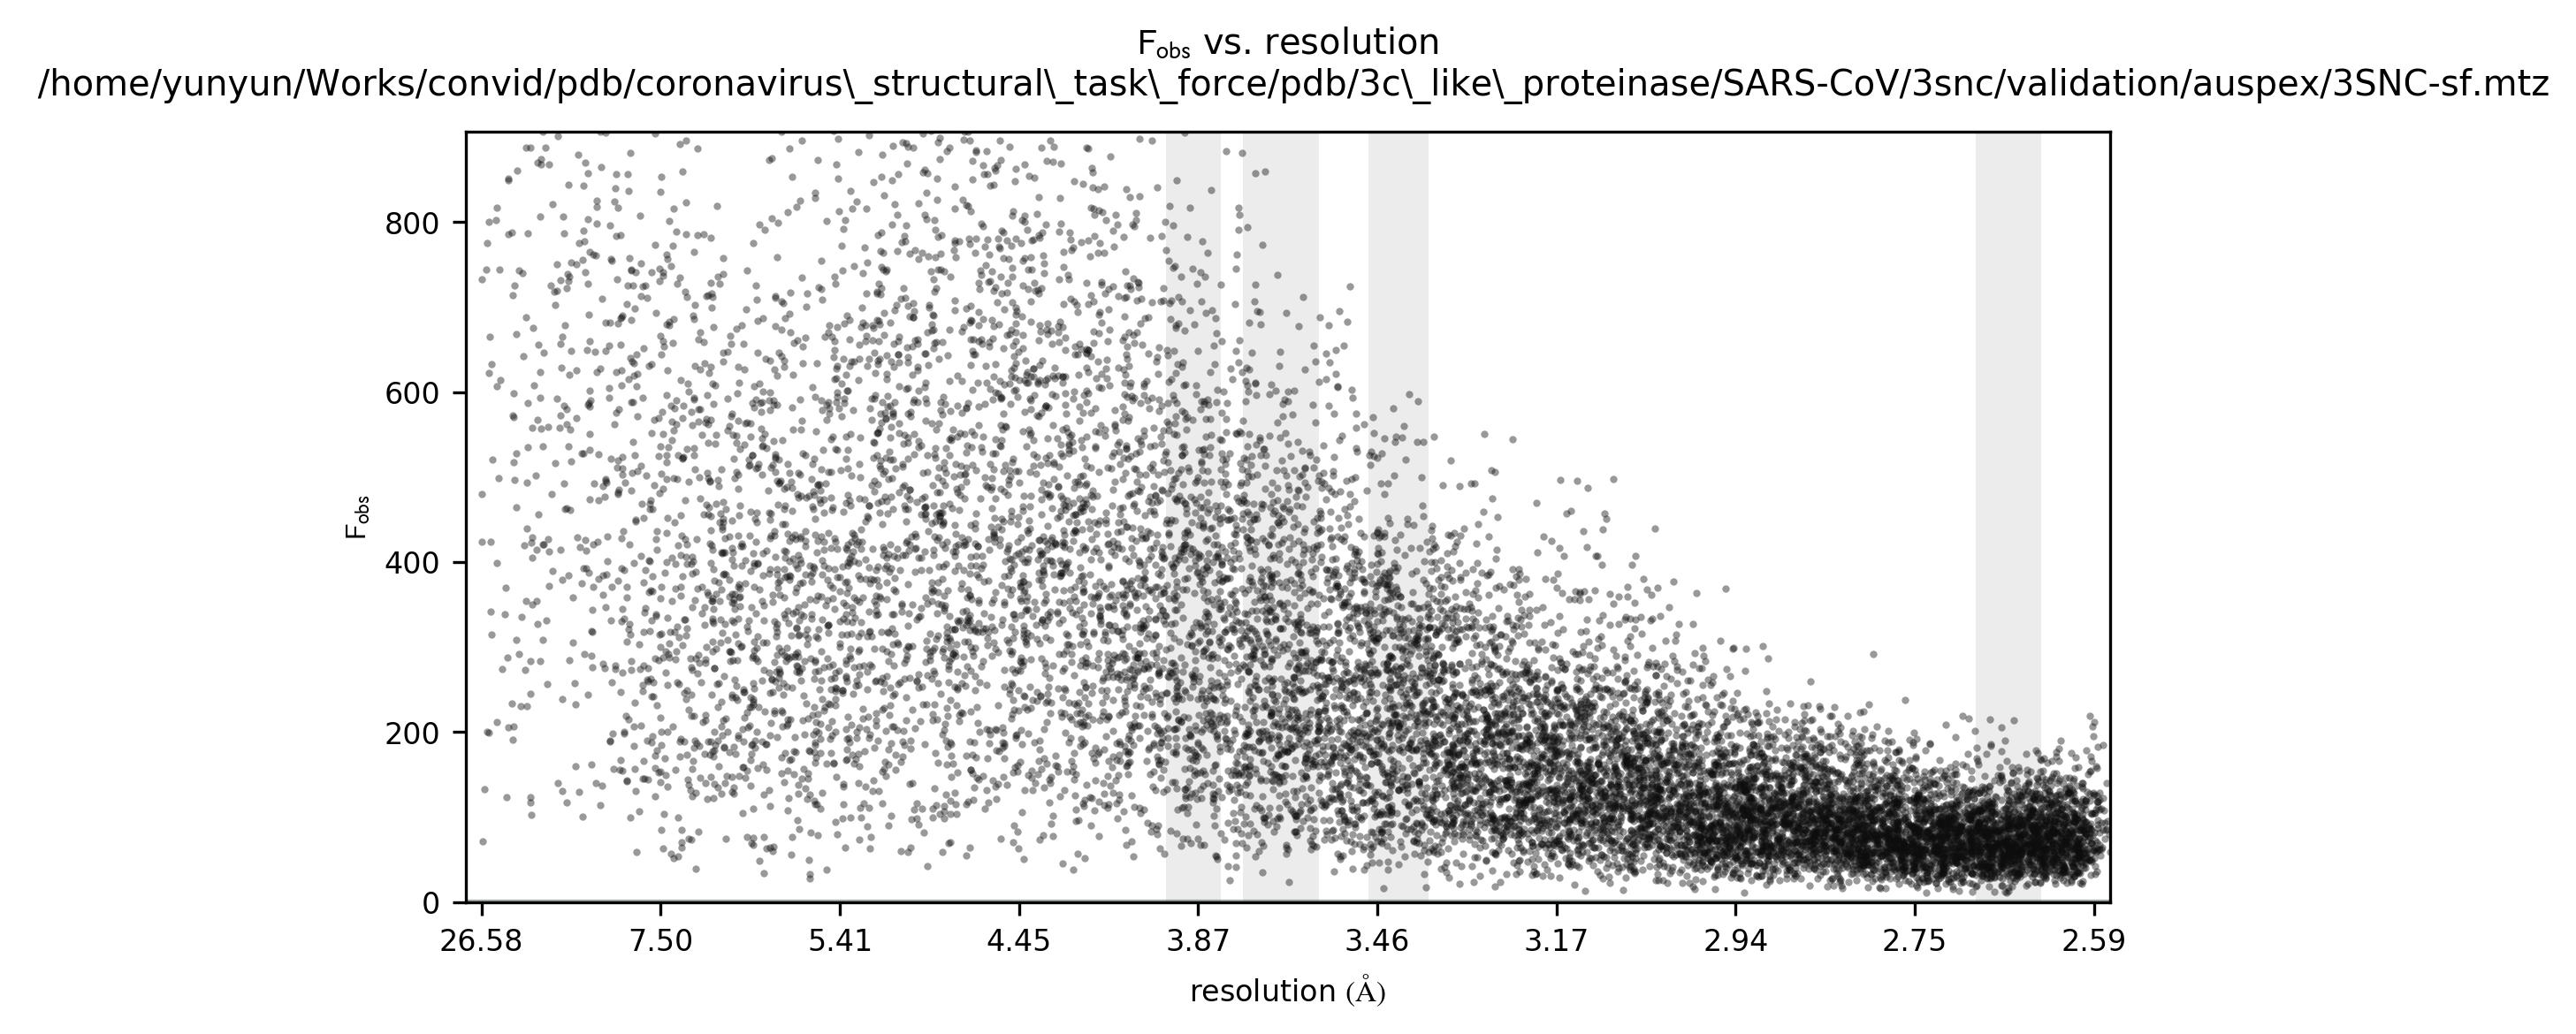 Fobs vs. resolution
/home/yunyun/Works/convid/pdb/coronavirus\_structural\_task\_force/pdb/3c\_like\_proteinase/SARS-CoV/3snc/validation/auspex/3SNC-sf.mtz
Fobs
800
600
400
200
0
26.58 7.50 5.41 4.45 3.87 3.46 3.17 2.94 2.75 2.59
resolution (Å)